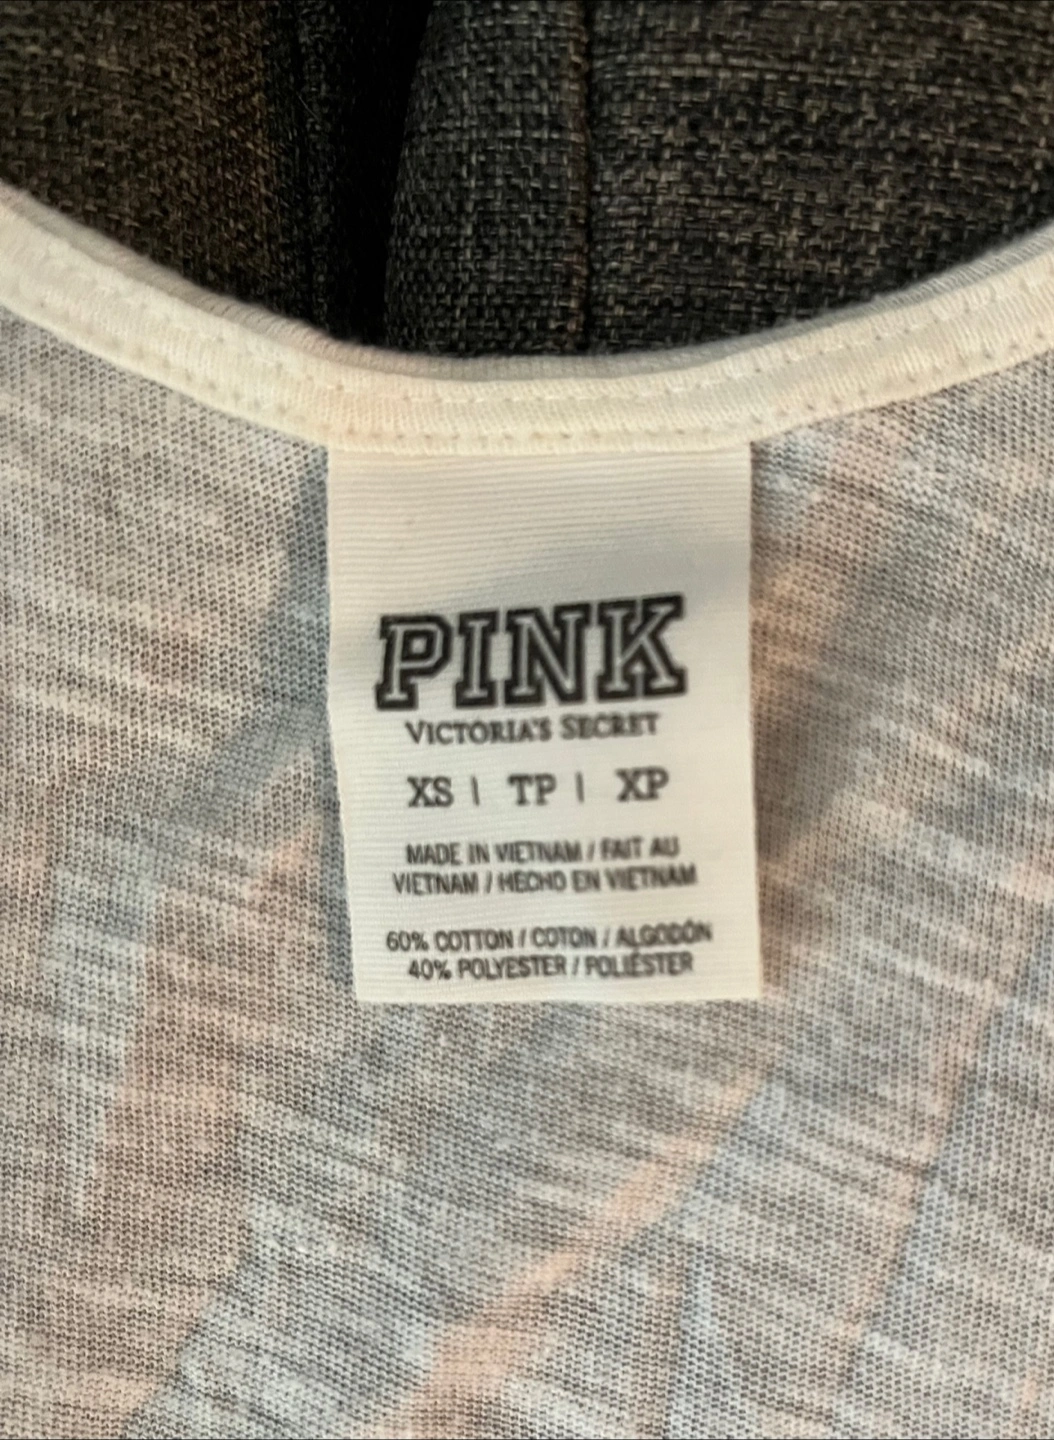 PINK
VICTORIA'S SECRET
XS | TP | XP
MADE IN VIETNAM / FAIT AU
VIETNAM / HECHO EN VIETNAM
60% COTTON / COTON / ALGODÓN
40% POLYESTER / POLIÉSTER